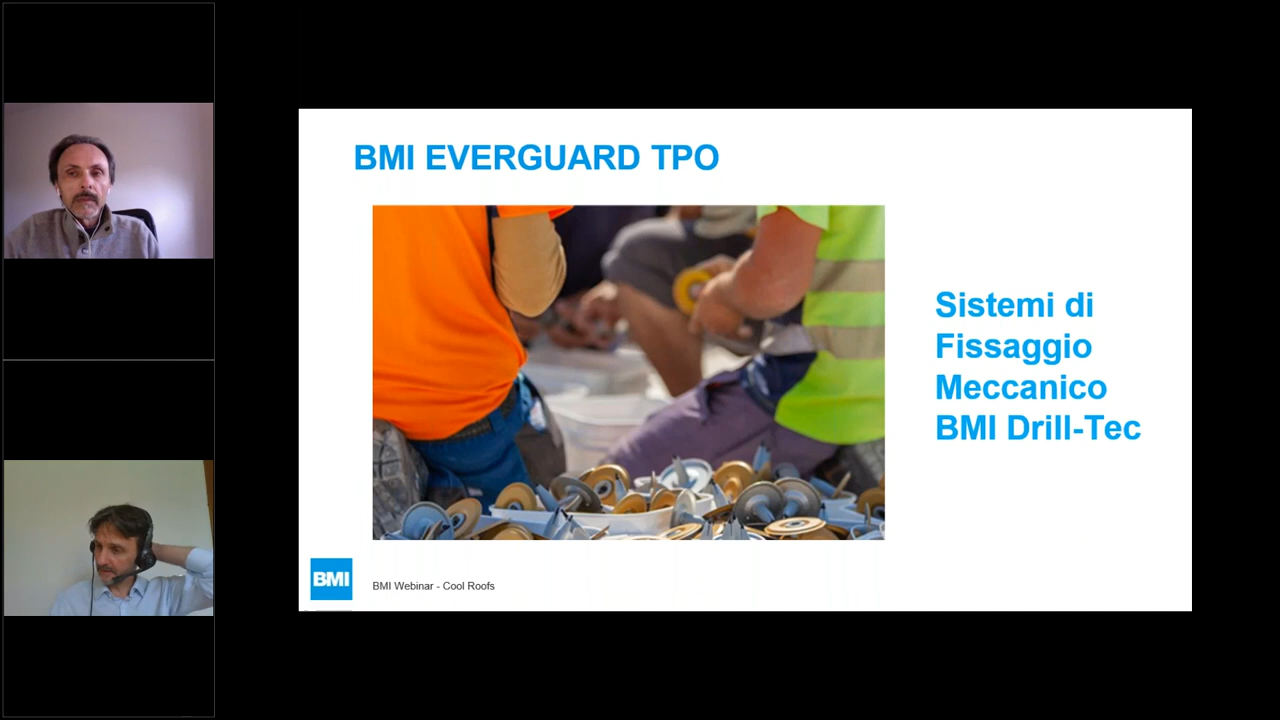 BMI EVERGUARD TPO
Sistemi di
Fissaggio
Meccanico
BMI Drill-Tec
BMI
BMI Webinar - Cool Roofs